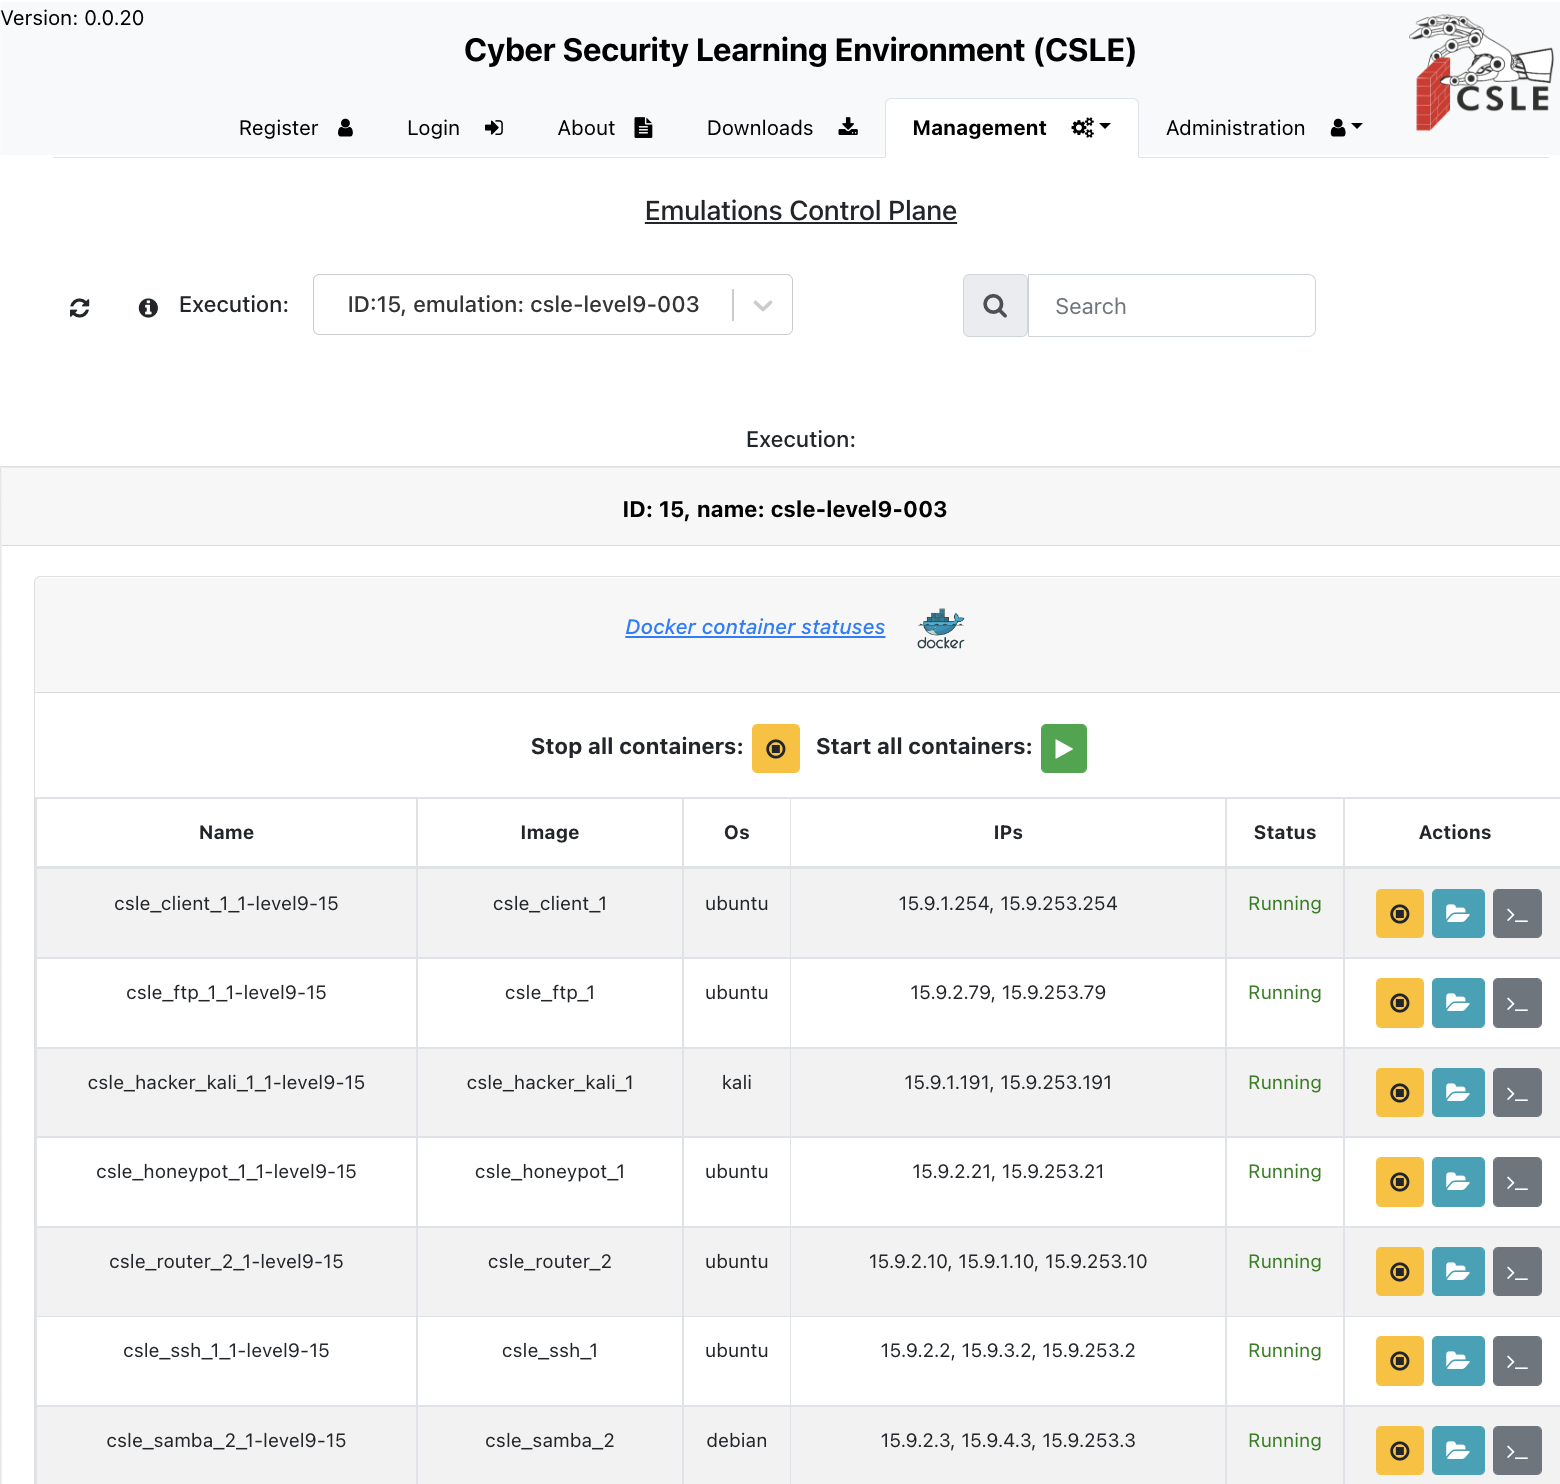 Version: 0.0.20
Cyber Security Learning Environment (CSLE)
CSLE
Register Login About Downloads Management Administration
Emulations Control Plane
Execution: ID:15, emulation: csle-level9-003 Search
Execution:
ID: 15, name: csle-level9-003
Docker container statuses docker
Stop all containers: Start all containers:
Name Image Os IPs Status Actions
csle_client_1_1-level9-15 csle_client_1 ubuntu 15.9.1.254, 15.9.253.254 Running >_
csle_ftp_1_1-level9-15 csle_ftp_1 ubuntu 15.9.2.79, 15.9.253.79 Running >_
csle_hacker_kali_1_1-level9-15 csle_hacker_kali_1 kali 15.9.1.191, 15.9.253.191 Running >_
csle_honeypot_1_1-level9-15 csle_honeypot_1 ubuntu 15.9.2.21, 15.9.253.21 Running >_
csle_router_2_1-level9-15 csle_router_2 ubuntu 15.9.2.10, 15.9.1.10, 15.9.253.10 Running >_
csle_ssh_1_1-level9-15 csle_ssh_1 ubuntu 15.9.2.2, 15.9.3.2, 15.9.253.2 Running >_
csle_samba_2_1-level9-15 csle_samba_2 debian 15.9.2.3, 15.9.4.3, 15.9.253.3 Running >_